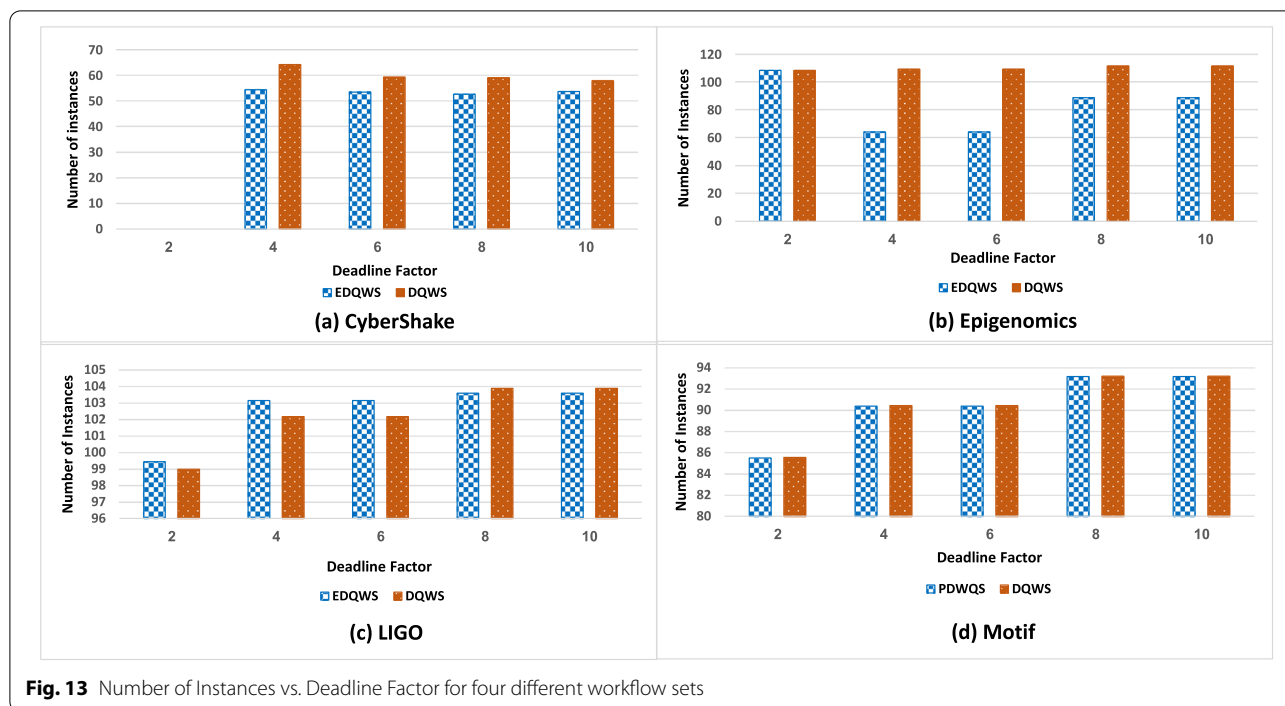 Number of instances
70
60
50
40
30
20
10
0
2 4 6 8 10
Deadline Factor
EDQWS DQWS
(a) CyberShake
Number of Instances
120
100
80
60
40
20
0
2 4 6 8 10
Deadline Factor
EDQWS DQWS
(b) Epigenomics
Number of Instances
105
104
103
102
101
100
99
98
97
96
2 4 6 8 10
Deadline Factor
EDQWS DQWS
(c) LIGO
Number of Instances
94
92
90
88
86
84
82
80
2 4 6 8 10
Deadline Factor
PDWQS DQWS
(d) Motif
Fig. 13 Number of Instances vs. Deadline Factor for four different workflow sets